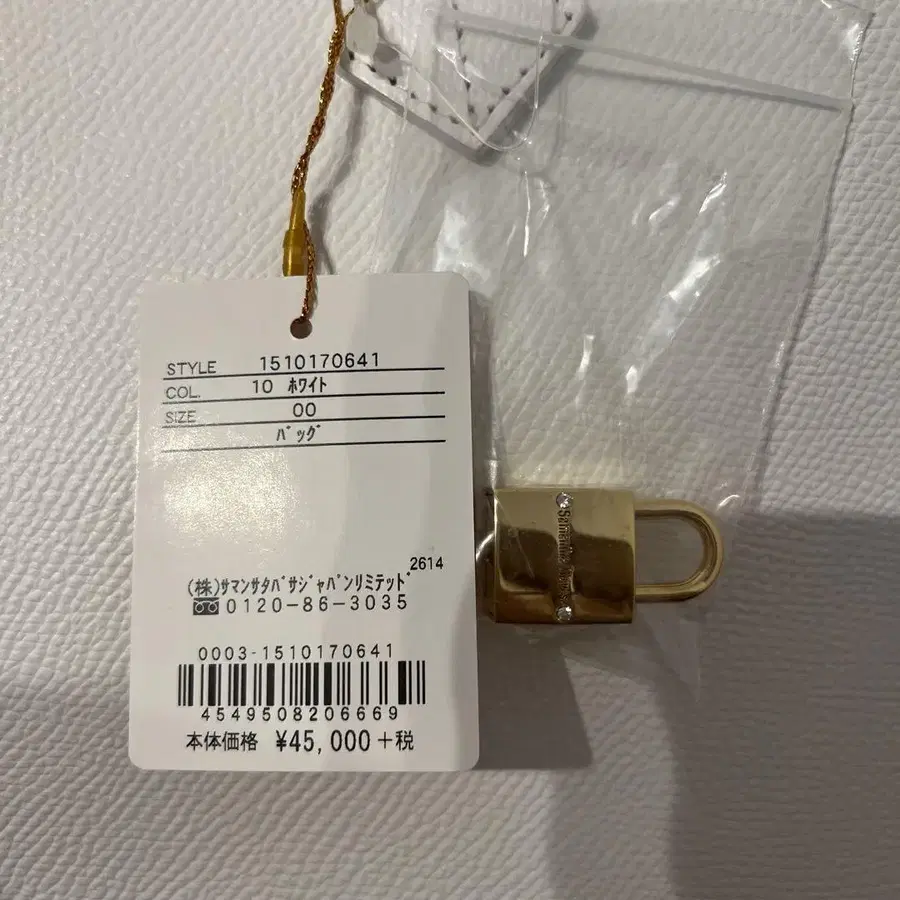 STYLE 1510170641
COL. 10 ﾎﾜｲﾄ
SIZE 00
ﾊﾞｯｸﾞ
2614
(株)ｻﾏﾝｻﾀﾊﾞｻｼﾞｬﾊﾟﾝﾘﾐﾃｯﾄﾞ
0120-86-3035
0003-1510170641
4549508206669
本体価格 ¥45,000+税